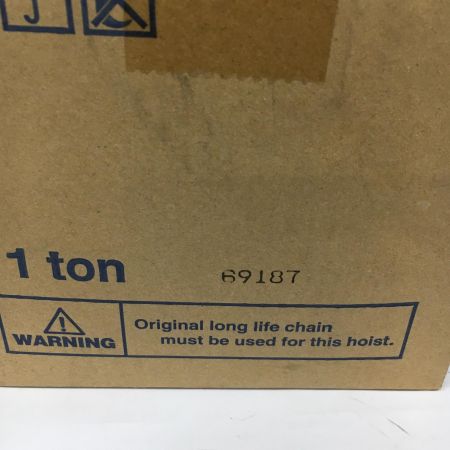 J
1 ton
69187
WARNING
Original long life chain
must be used for this hoist.